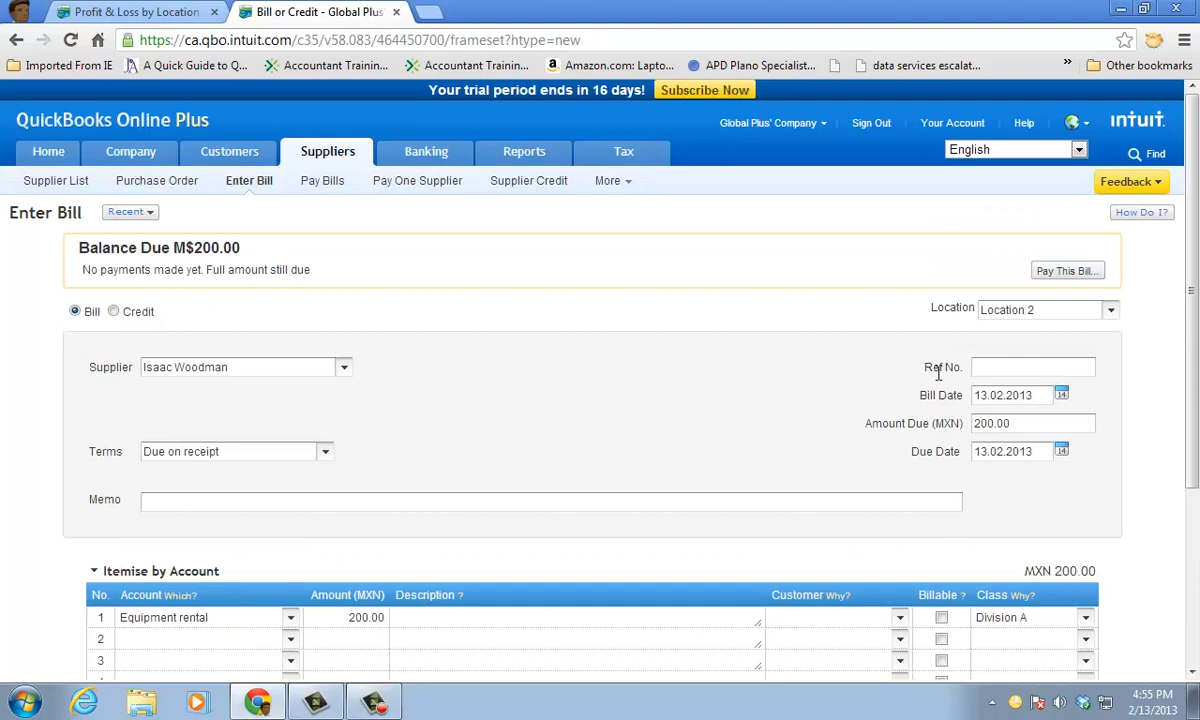 Profit & Loss by Location
Bill or Credit - Global Plus'
https://ca.qbo.intuit.com/c35/v58.083/464450700/frameset?htype=new
Imported From IE
A Quick Guide to Q...
Accountant Trainin...
Accountant Trainin...
Amazon.com: Lapto...
APD Plano Specialist...
data services escalat...
Other bookmarks
Your trial period ends in 16 days! Subscribe Now
QuickBooks Online Plus
Global Plus' Company
Sign Out
Your Account
Help
intuit.
Home
Company
Customers
Suppliers
Banking
Reports
Tax
English
Find
Supplier List
Purchase Order
Enter Bill
Pay Bills
Pay One Supplier
Supplier Credit
More
Feedback
Enter Bill
Recent
How Do I?
Balance Due M$200.00
No payments made yet. Full amount still due
Pay This Bill...
Bill
Credit
Location
Location 2
Supplier
Isaac Woodman
Ref No.
Bill Date
13.02.2013
14
Amount Due (MXN)
200.00
Terms
Due on receipt
Due Date
13.02.2013
14
Memo
Itemise by Account
MXN 200.00
No.
Account Which?
Amount (MXN)
Description ?
Customer Why?
Billable ?
Class Why?
1
Equipment rental
200.00
Division A
2
3
4:55 PM
2/13/2013